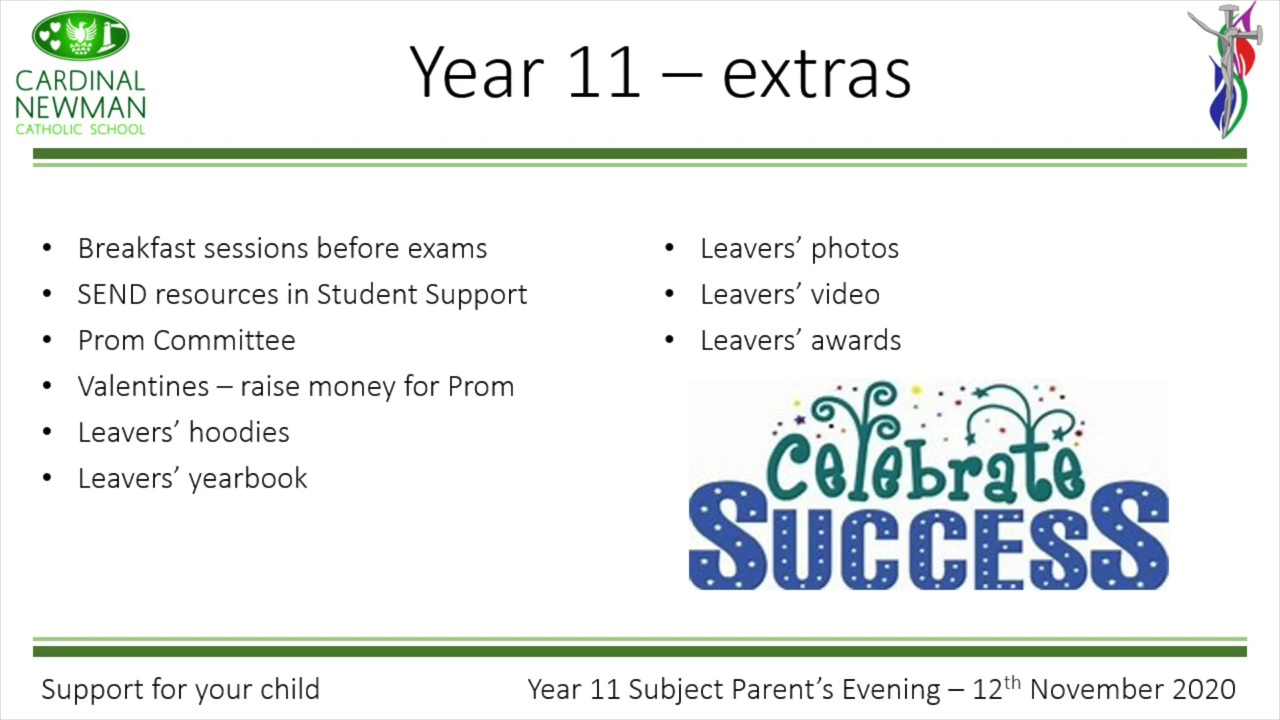 CARDINAL
NEWMAN
CATHOLIC SCHOOL
Year 11 – extras
• Breakfast sessions before exams
• SEND resources in Student Support
• Prom Committee
• Valentines – raise money for Prom
• Leavers’ hoodies
• Leavers’ yearbook
• Leavers’ photos
• Leavers’ video
• Leavers’ awards
Celebrate
SUCCESS
Support for your child
Year 11 Subject Parent’s Evening – 12th November 2020